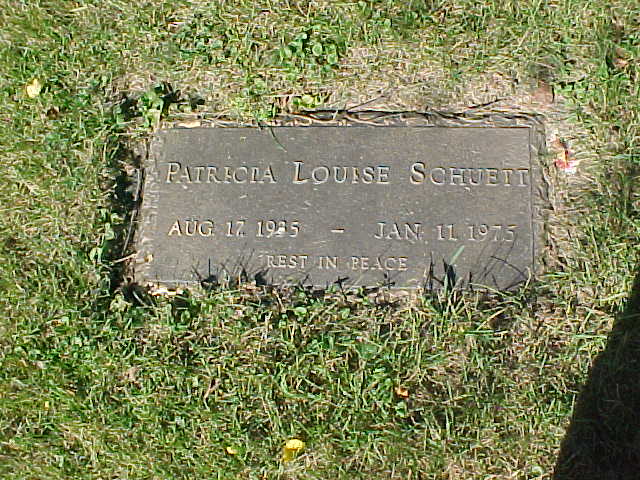 PATRICIA LOUISE SCHUETT
AUG. 17. 1935 – JAN. 11. 1975
REST IN PEACE